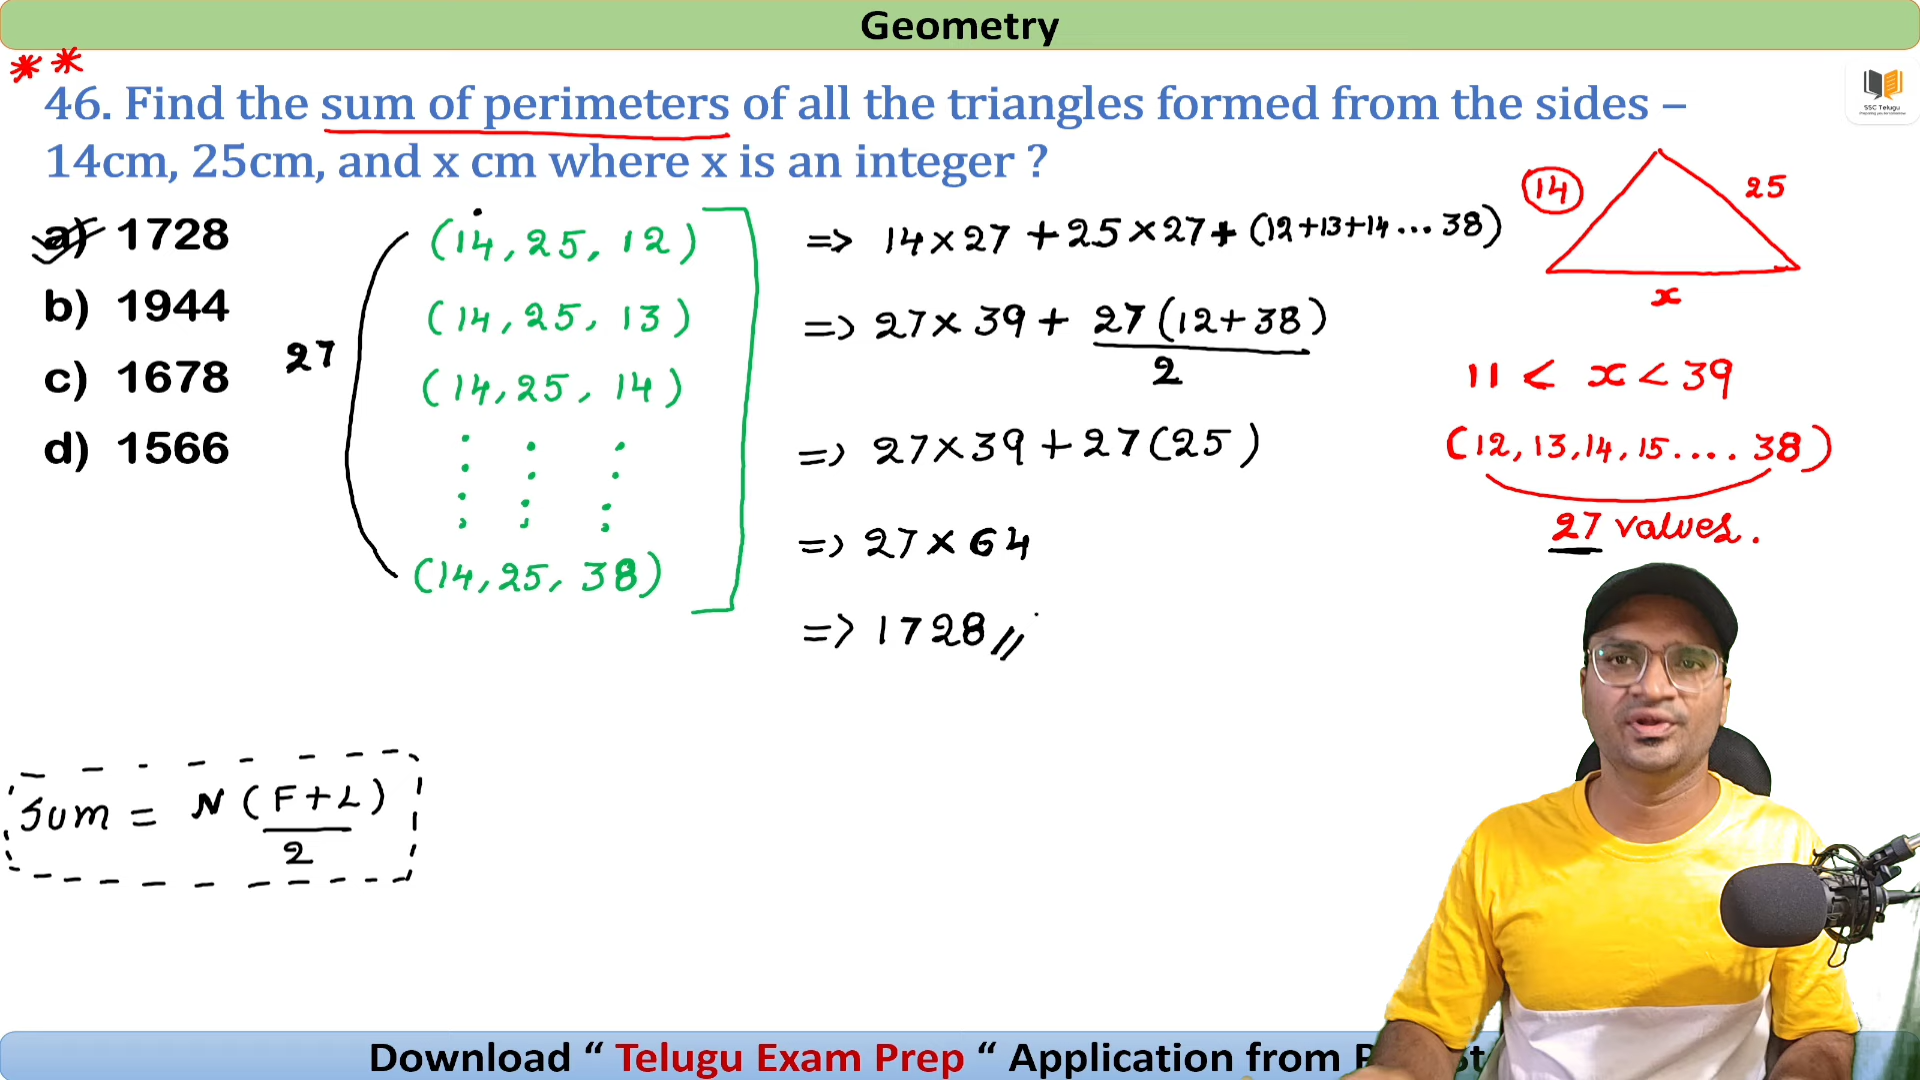 Geometry
**
46. Find the sum of perimeters of all the triangles formed from the sides –
14cm, 25cm, and x cm where x is an integer ?
SSC Telugu
a) 1728
b) 1944
c) 1678
d) 1566
27
(14, 25, 12)
(14, 25, 13)
(14, 25, 14)
(14, 25, 38)
=> 14 × 27 + 25 × 27 + (12+13+14 ... 38)
=> 27 × 39 + 27 (12 + 38)
2
=> 27 × 39 + 27 (25)
=> 27 × 64
=> 1728 //
14
25
x
11 < x < 39
(12, 13, 14, 15 .... 38)
27 values.
Sum = N (F+L)
2
Download “ Telugu Exam Prep “ Application from P St